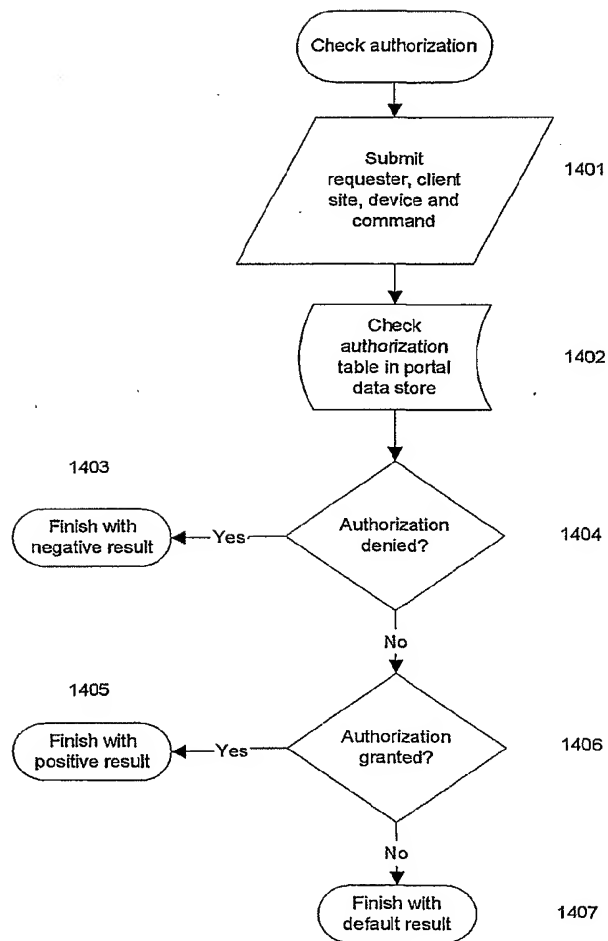 Check authorization
Submit
requester, client
site, device and
command
1401
Check
authorization
table in portal
data store
1402
1403
Finish with
negative result
Yes
Authorization
denied?
1404
No
1405
Finish with
positive result
Yes
Authorization
granted?
1406
No
Finish with
default result
1407